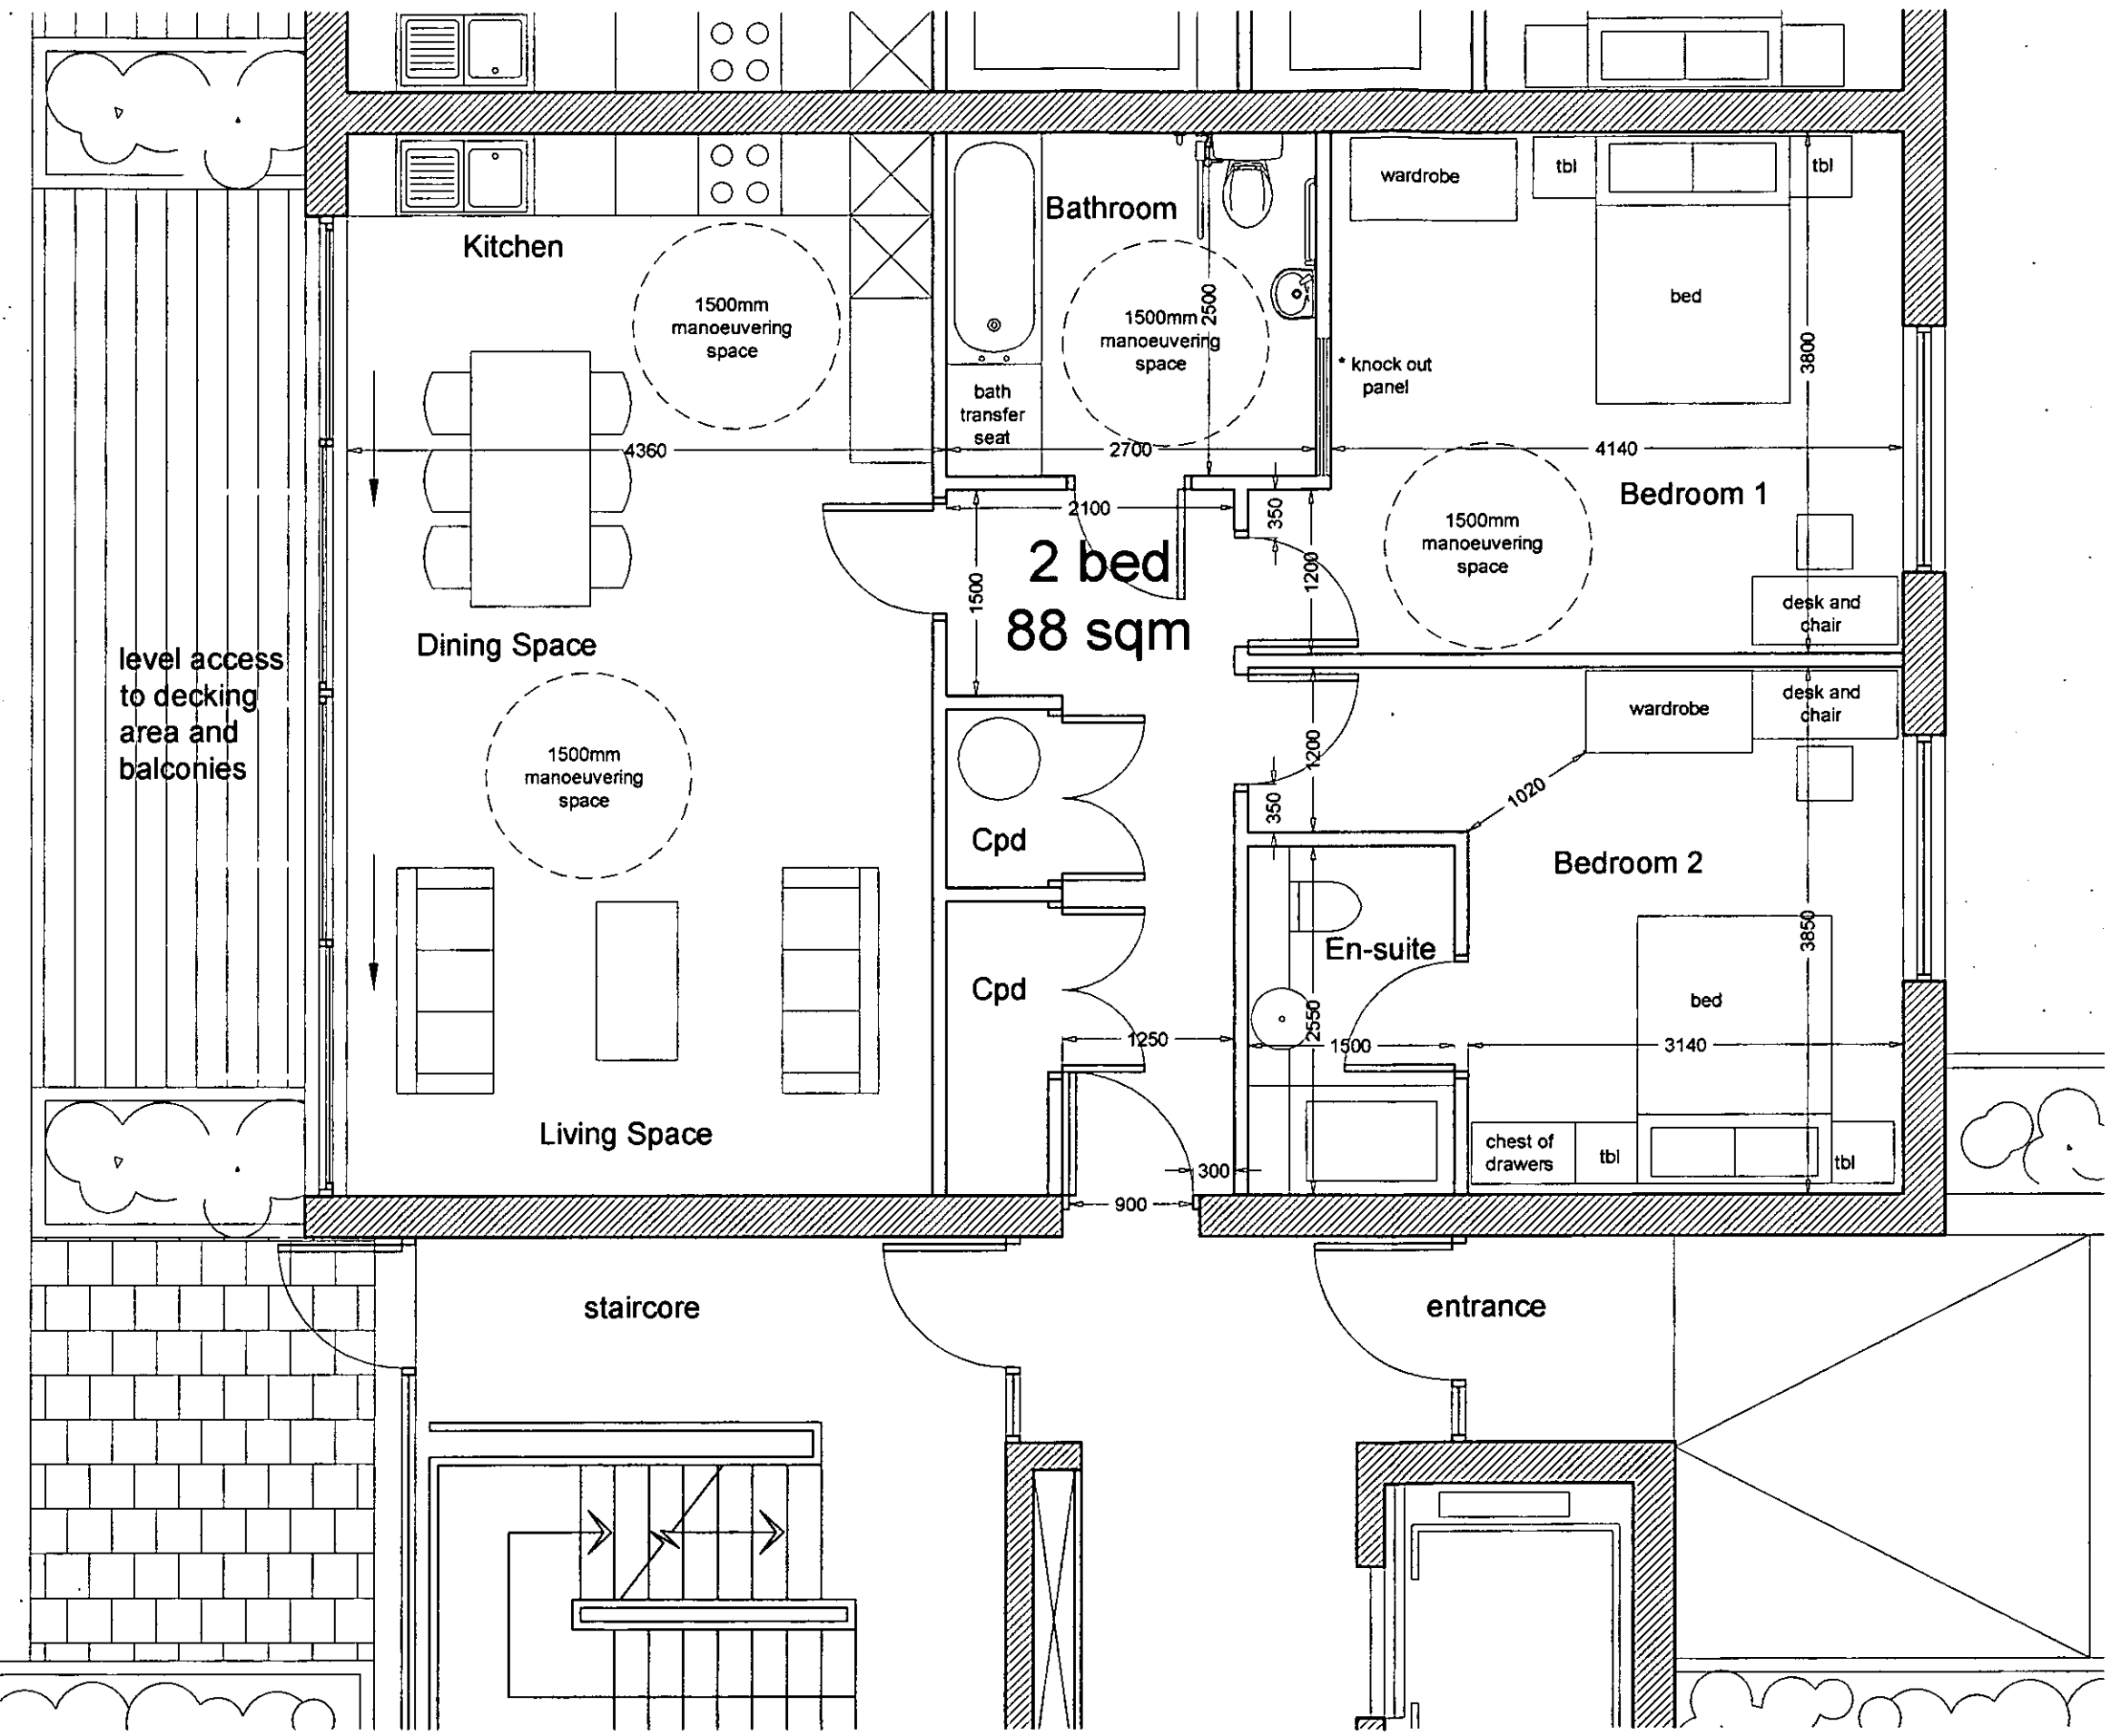 Kitchen
1500mm
manoeuvering
space
4360
Dining Space
1500mm
manoeuvering
space
Living Space
level access
to decking
area and
balconies
Bathroom
1500mm
manoeuvering
space
2500
bath
transfer
seat
2700
2100
1500
2 bed
88 sqm
350
1200
wardrobe
tbl
tbl
bed
* knock out
panel
3800
4140
Bedroom 1
1500mm
manoeuvering
space
desk and
chair
wardrobe
desk and
chair
1200
350
1020
Bedroom 2
3850
bed
3140
chest of
drawers
tbl
tbl
Cpd
Cpd
1250
En-suite
2550
1500
300
900
staircore
entrance